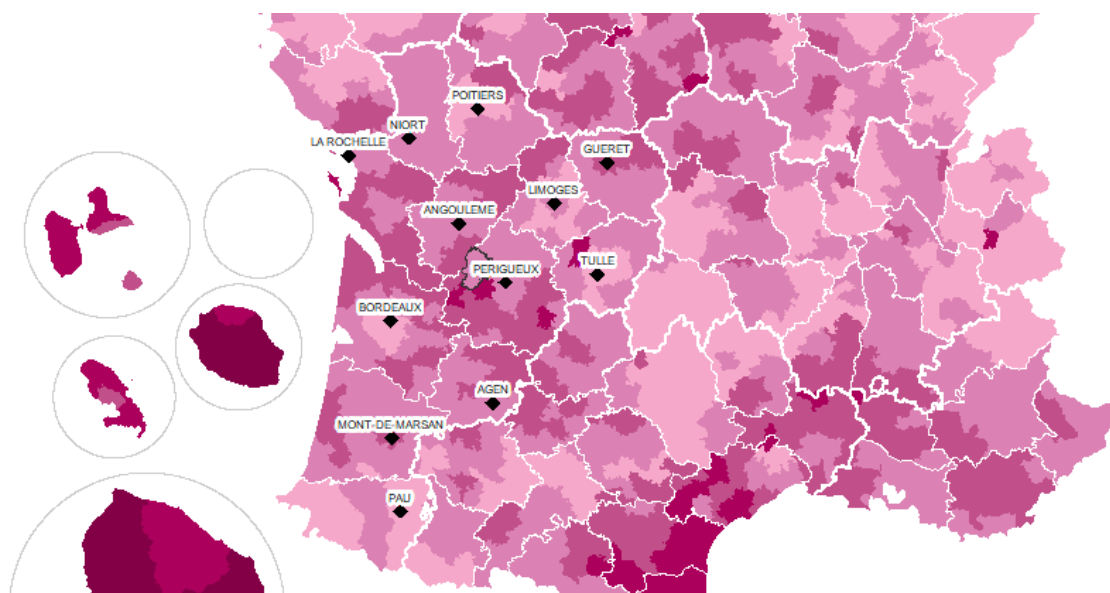 POITIERS
NIORT
LA ROCHELLE
GUERET
LIMOGES
ANGOULEME
PERIGUEUX
TULLE
BORDEAUX
AGEN
MONT-DE-MARSAN
PAU